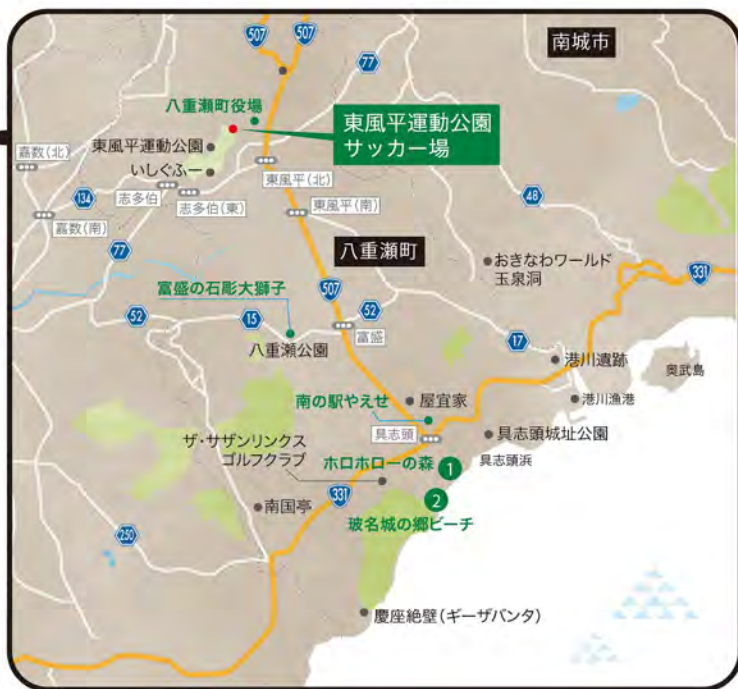 507
507
南城市
77
八重瀬町役場
東風平運動公園
サッカー場
東風平運動公園
嘉数(北)
いしぐふー
東風平(北)
134
志多伯
志多伯(東)
48
嘉数(南)
東風平(南)
77
八重瀬町
おきなわワールド
玉泉洞
331
富盛の石彫大獅子
507
52
15
52
富盛
17
八重瀬公園
港川遺跡
奥武島
南の駅やえせ
屋宜家
港川漁港
具志頭
具志頭城址公園
ザ・サザンリンクス
ゴルフクラブ
ホロホローの森
1
具志頭浜
331
2
南国亭
玻名城の郷ビーチ
250
慶座絶壁(ギーザバンタ)